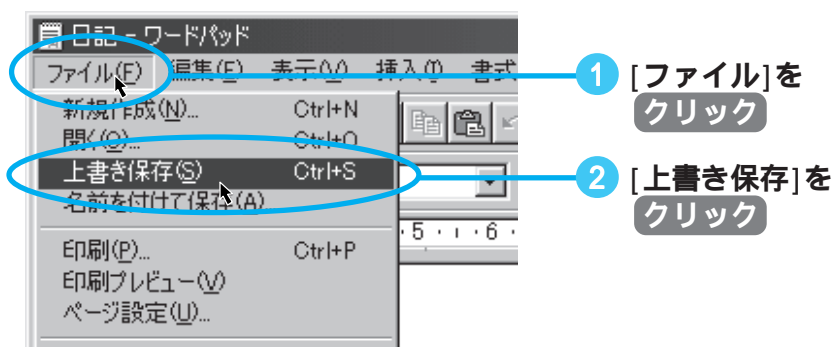 日記 - ワードパッド
ファイル(F) 編集(E) 表示(V) 挿入(I) 書式
新規作成(N)... Ctrl+N
開く(O)... Ctrl+O
上書き保存(S) Ctrl+S
名前を付けて保存(A)
印刷(P)... Ctrl+P
印刷プレビュー(V)
ページ設定(U)...
· 5 · ı · 6 ·
1 [ファイル]を
クリック
2 [上書き保存]を
クリック